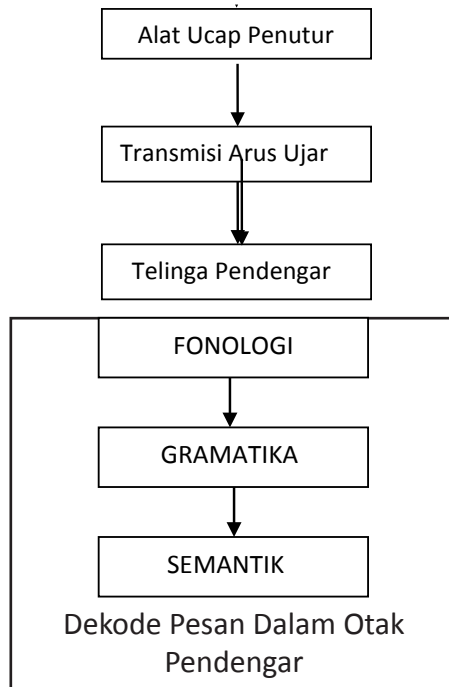 Alat Ucap Penutur
Transmisi Arus Ujar
Telinga Pendengar
FONOLOGI
GRAMATIKA
SEMANTIK
Dekode Pesan Dalam Otak
Pendengar